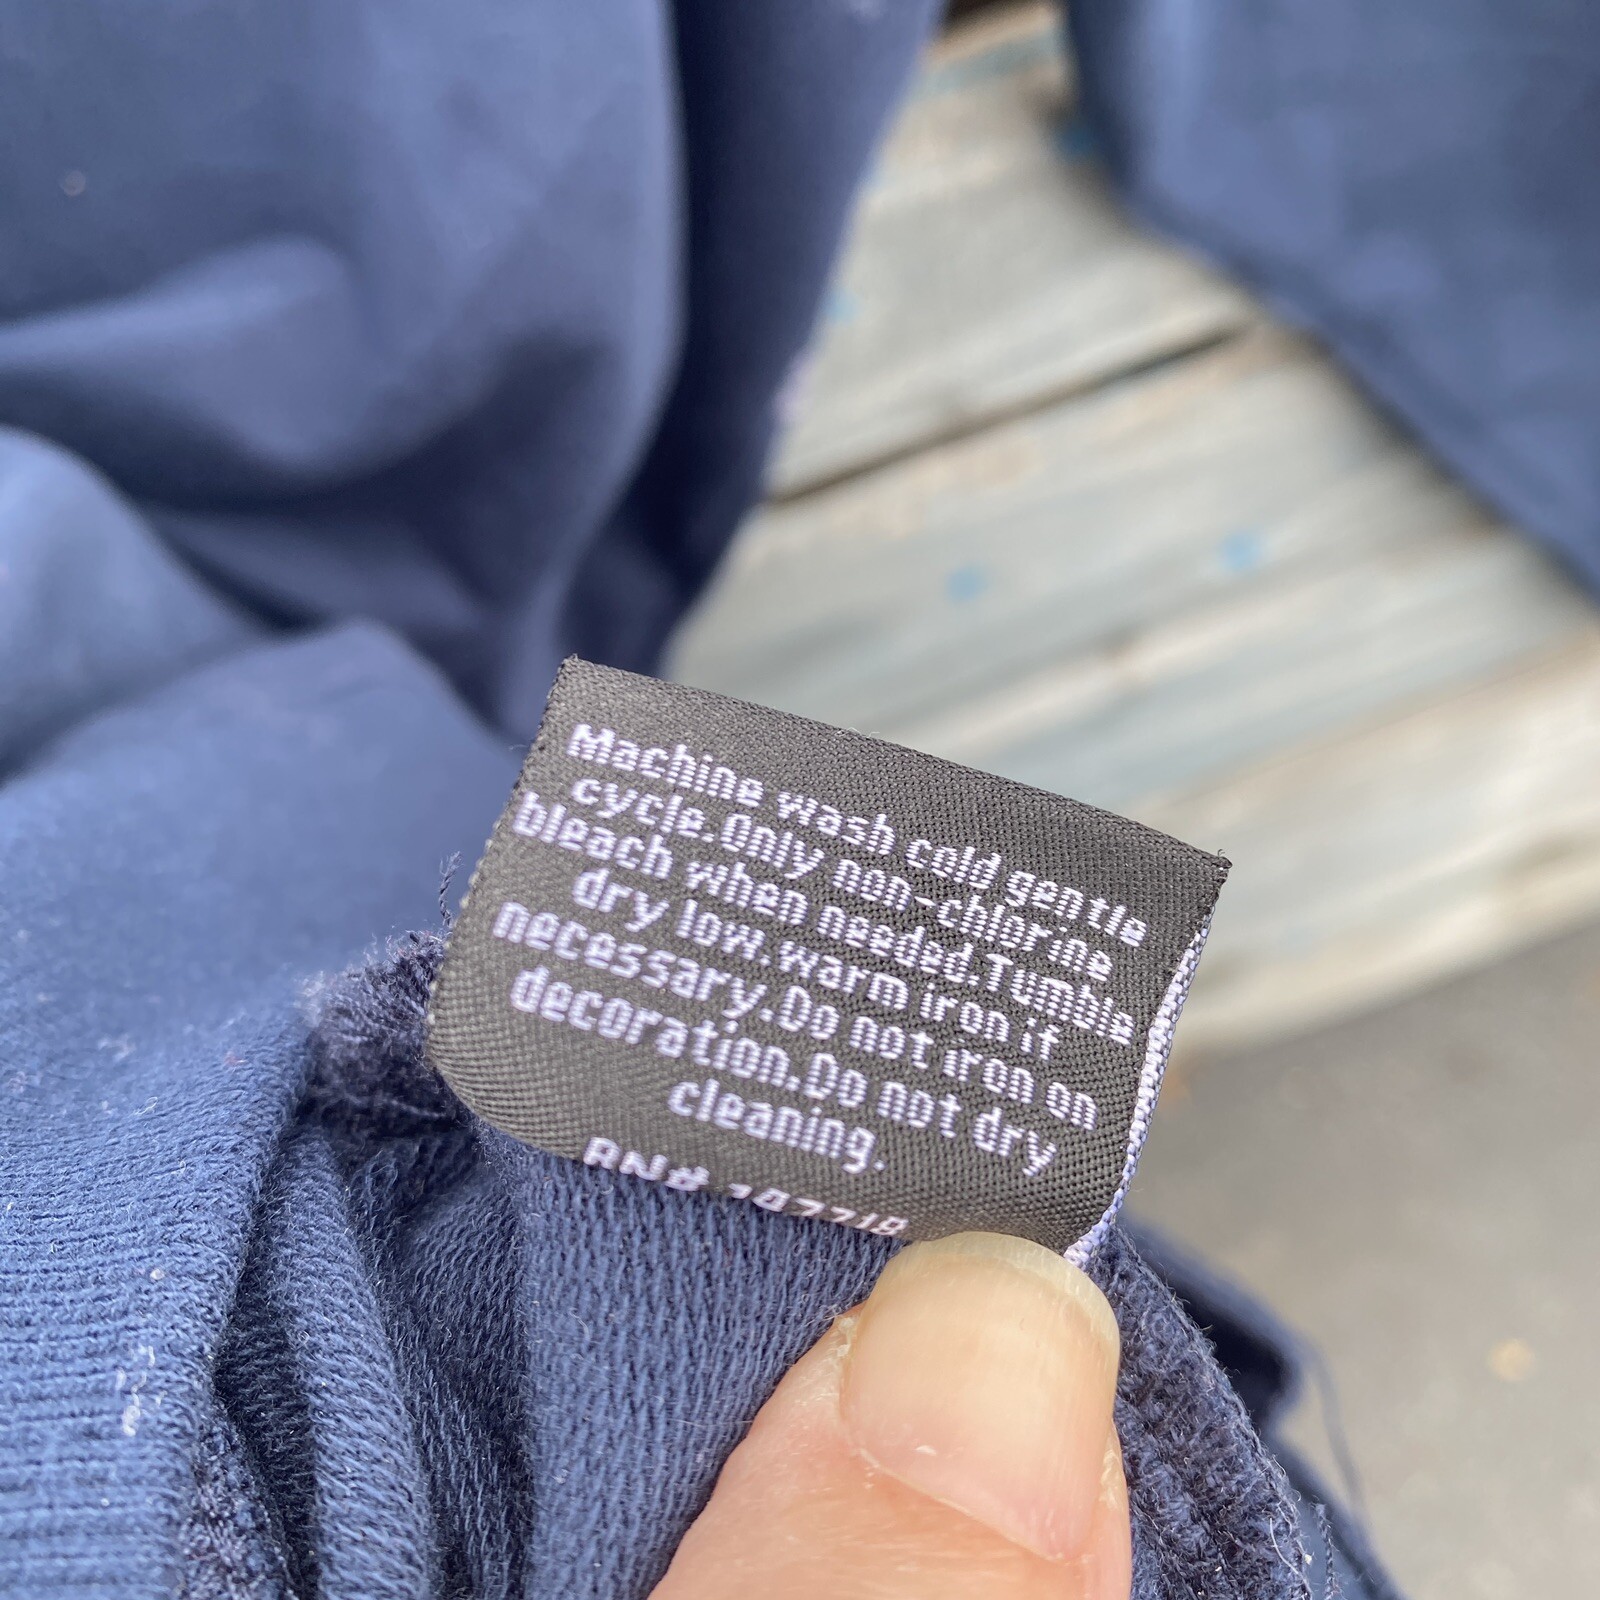 Machine wash cold gentle
cycle.Only non-chlorine
bleach when needed.Tumble
dry low.warm iron if
necessary.Do not iron on
decoration.Do not dry
cleaning.
RN#